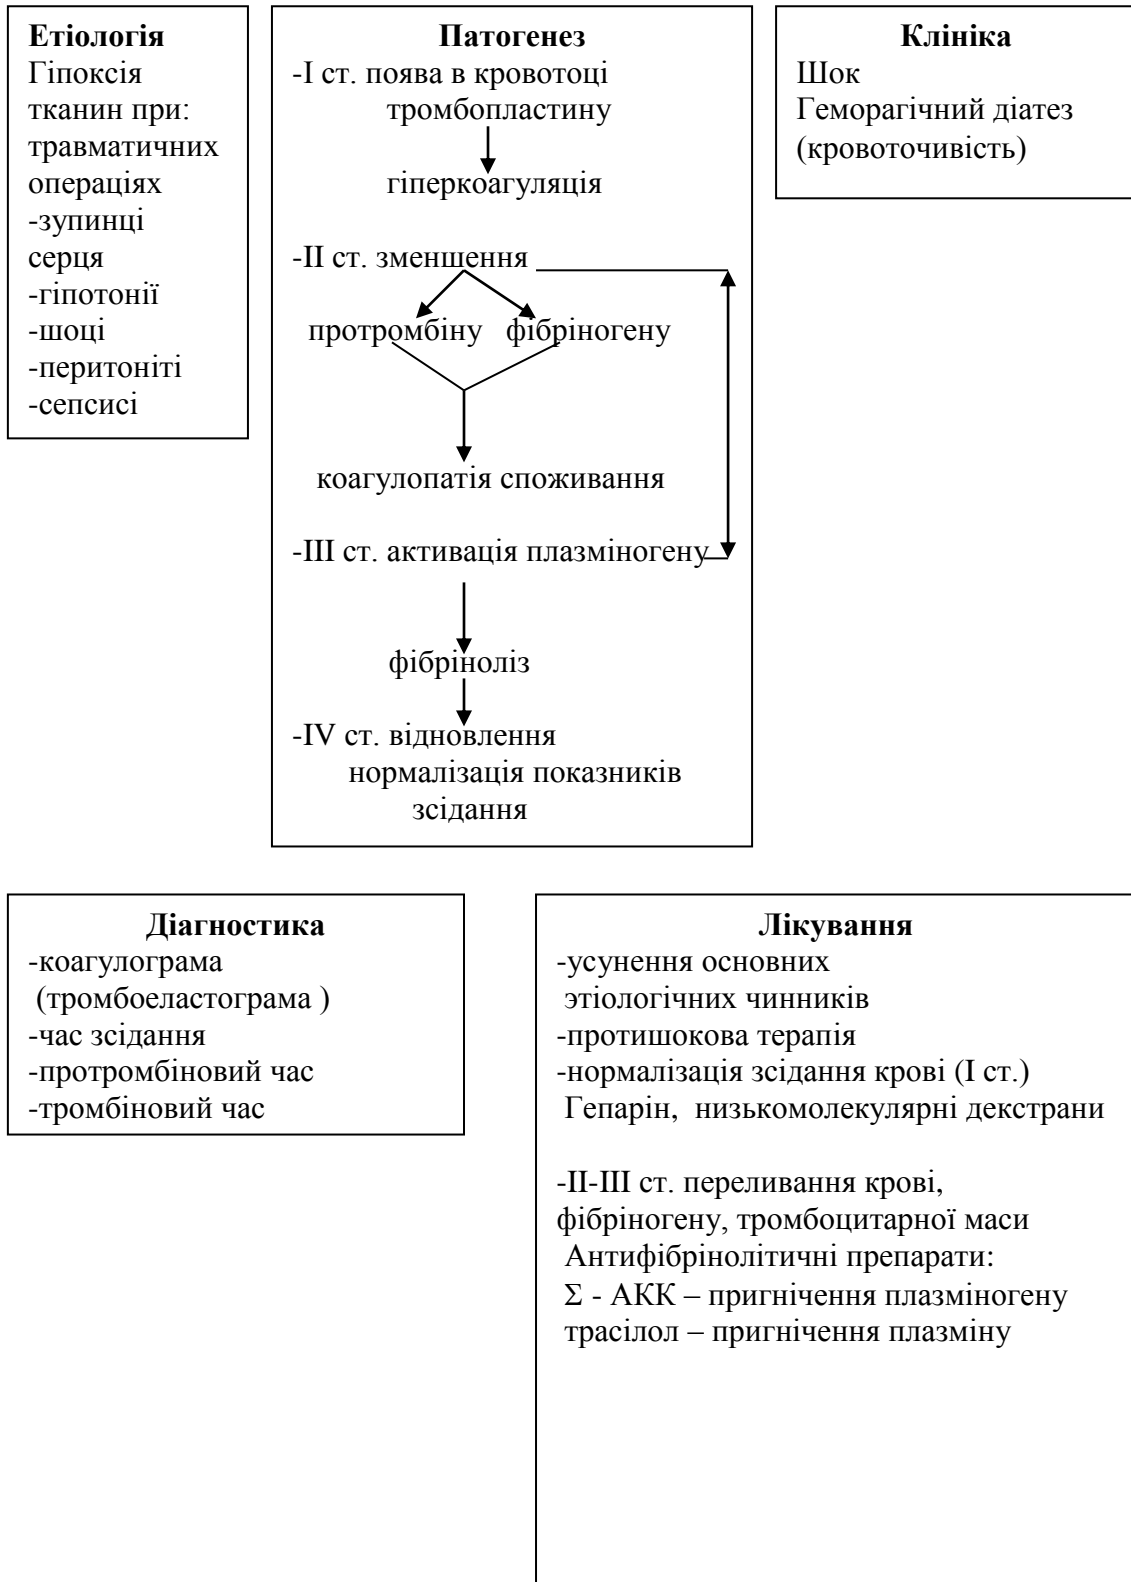 Етіологія
Гіпоксія
тканин при:
травматичних
операціях
-зупинці
серця
-гіпотонії
-шоці
-перитоніті
-сепсисі
Патогенез
-I ст. поява в кровотоці
тромбопластину
гіперкоагуляція
-II ст. зменшення
протромбіну фібріногену
коагулопатія споживання
-III ст. активація плазміногену
фібріноліз
-IV ст. відновлення
нормалізація показників
зсідання
Клініка
Шок
Геморагічний діатез
(кровоточивість)
Діагностика
-коагулограма
(тромбоеластограма )
-час зсідання
-протромбіновий час
-тромбіновий час
Лікування
-усунення основних
этіологічних чинників
-протишокова терапія
-нормалізація зсідання крові (I ст.)
Гепарін, низькомолекулярні декстрани
-II-III ст. переливання крові,
фібріногену, тромбоцитарної маси
Антифібрінолітичні препарати:
Σ - АКК – пригнічення плазміногену
трасілол – пригнічення плазміну